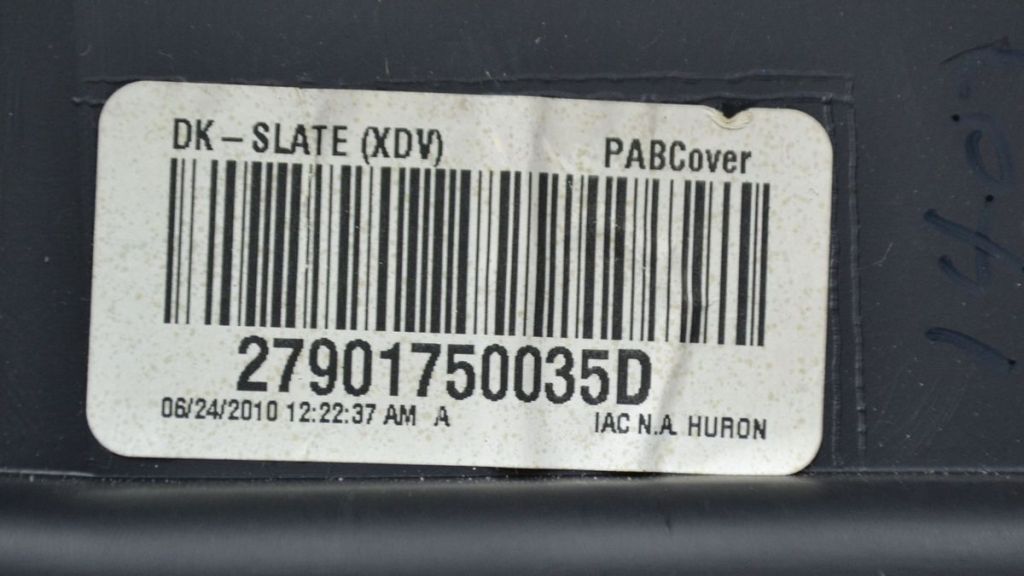 DK – SLATE (XDV) PABCover
27901750035D
06/24/2010 12:22:37 AM A IAC N.A. HURON